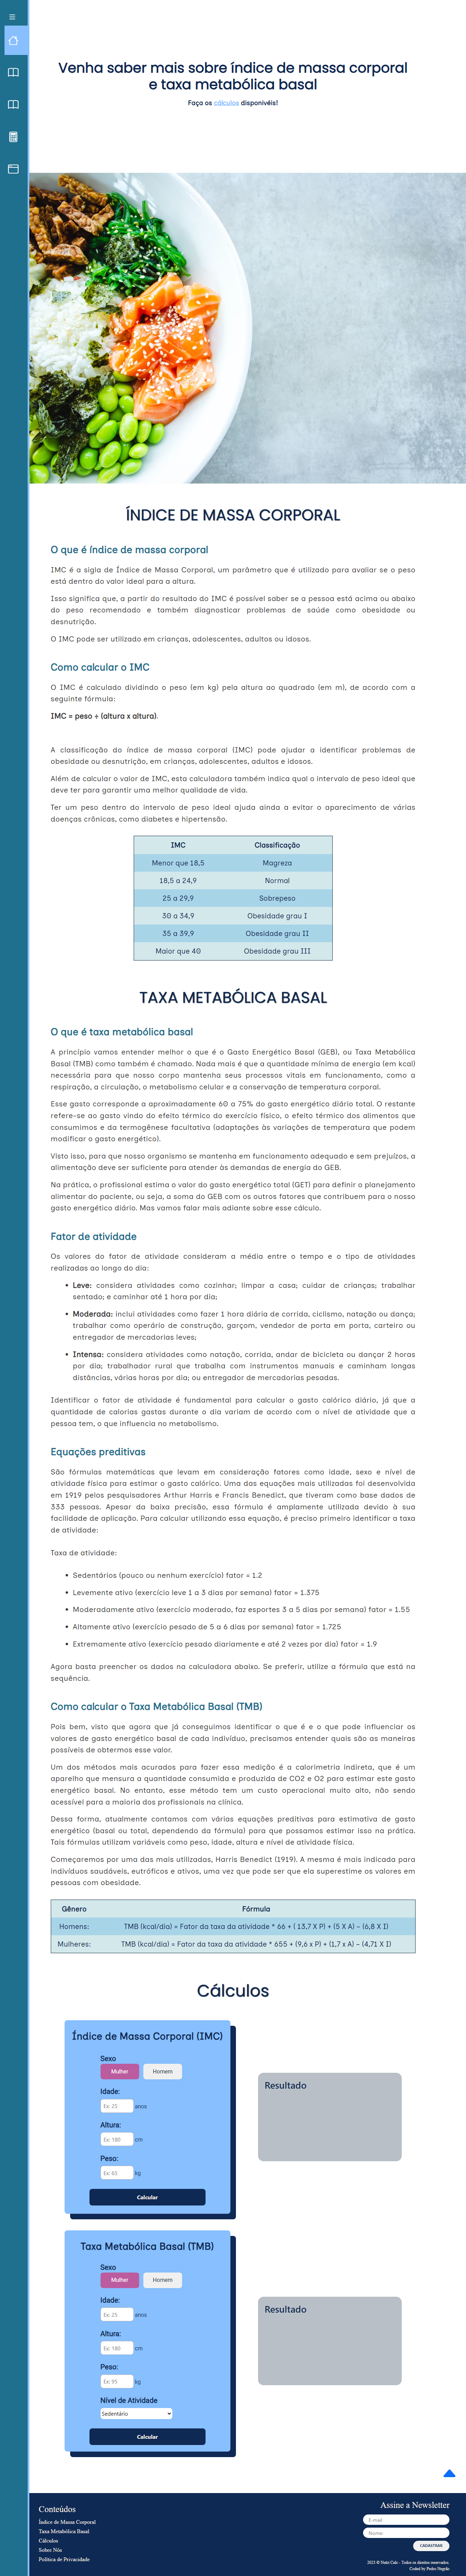 Venha saber mais sobre índice de massa corporal
e taxa metabólica basal
Faça os cálculos disponivéis!
ÍNDICE DE MASSA CORPORAL
O que é índice de massa corporal
IMC é a sigla de Índice de Massa Corporal, um parâmetro que é utilizado para avaliar se o peso
está dentro do valor ideal para a altura.
Isso significa que, a partir do resultado do IMC é possível saber se a pessoa está acima ou abaixo
do peso recomendado e também diagnosticar problemas de saúde como obesidade ou
desnutrição.
O IMC pode ser utilizado em crianças, adolescentes, adultos ou idosos.
Como calcular o IMC
O IMC é calculado dividindo o peso (em kg) pela altura ao quadrado (em m), de acordo com a
seguinte fórmula:
IMC = peso ÷ (altura x altura).
A classificação do índice de massa corporal (IMC) pode ajudar a identificar problemas de
obesidade ou desnutrição, em crianças, adolescentes, adultos e idosos.
Além de calcular o valor de IMC, esta calculadora também indica qual o intervalo de peso ideal que
deve ter para garantir uma melhor qualidade de vida.
Ter um peso dentro do intervalo de peso ideal ajuda ainda a evitar o aparecimento de várias
doenças crônicas, como diabetes e hipertensão.
IMC Classificação
Menor que 18,5 Magreza
18,5 a 24,9 Normal
25 a 29,9 Sobrepeso
30 a 34,9 Obesidade grau I
35 a 39,9 Obesidade grau II
Maior que 40 Obesidade grau III
TAXA METABÓLICA BASAL
O que é taxa metabólica basal
A princípio vamos entender melhor o que é o Gasto Energético Basal (GEB), ou Taxa Metabólica
Basal (TMB) como também é chamado. Nada mais é que a quantidade mínima de energia (em kcal)
necessária para que nosso corpo mantenha seus processos vitais em funcionamento, como a
respiração, a circulação, o metabolismo celular e a conservação de temperatura corporal.
Esse gasto corresponde a aproximadamente 60 a 75% do gasto energético diário total. O restante
refere-se ao gasto vindo do efeito térmico do exercício físico, o efeito térmico dos alimentos que
consumimos e da termogênese facultativa (adaptações às variações de temperatura que podem
modificar o gasto energético).
Visto isso, para que nosso organismo se mantenha em funcionamento adequado e sem prejuízos, a
alimentação deve ser suficiente para atender às demandas de energia do GEB.
Na prática, o profissional estima o valor do gasto energético total (GET) para definir o planejamento
alimentar do paciente, ou seja, a soma do GEB com os outros fatores que contribuem para o nosso
gasto energético diário. Mas vamos falar mais adiante sobre esse cálculo.
Fator de atividade
Os valores do fator de atividade consideram a média entre o tempo e o tipo de atividades
realizadas ao longo do dia:
• Leve: considera atividades como cozinhar; limpar a casa; cuidar de crianças; trabalhar
sentado; e caminhar até 1 hora por dia;
• Moderada: inclui atividades como fazer 1 hora diária de corrida, ciclismo, natação ou dança;
trabalhar como operário de construção, garçom, vendedor de porta em porta, carteiro ou
entregador de mercadorias leves;
• Intensa: considera atividades como natação, corrida, andar de bicicleta ou dançar 2 horas
por dia; trabalhador rural que trabalha com instrumentos manuais e caminham longas
distâncias, várias horas por dia; ou entregador de mercadorias pesadas.
Identificar o fator de atividade é fundamental para calcular o gasto calórico diário, já que a
quantidade de calorias gastas durante o dia variam de acordo com o nível de atividade que a
pessoa tem, o que influencia no metabolismo.
Equações preditivas
São fórmulas matemáticas que levam em consideração fatores como idade, sexo e nível de
atividade física para estimar o gasto calórico. Uma das equações mais utilizadas foi desenvolvida
em 1919 pelos pesquisadores Arthur Harris e Francis Benedict, que tiveram como base dados de
333 pessoas. Apesar da baixa precisão, essa fórmula é amplamente utilizada devido à sua
facilidade de aplicação. Para calcular utilizando essa equação, é preciso primeiro identificar a taxa
de atividade:
Taxa de atividade:
• Sedentários (pouco ou nenhum exercício) fator = 1.2
• Levemente ativo (exercício leve 1 a 3 dias por semana) fator = 1.375
• Moderadamente ativo (exercício moderado, faz esportes 3 a 5 dias por semana) fator = 1.55
• Altamente ativo (exercício pesado de 5 a 6 dias por semana) fator = 1.725
• Extremamente ativo (exercício pesado diariamente e até 2 vezes por dia) fator = 1.9
Agora basta preencher os dados na calculadora abaixo. Se preferir, utilize a fórmula que está na
sequência.
Como calcular o Taxa Metabólica Basal (TMB)
Pois bem, visto que agora que já conseguimos identificar o que é e o que pode influenciar os
valores de gasto energético basal de cada indivíduo, precisamos entender quais são as maneiras
possíveis de obtermos esse valor.
Um dos métodos mais acurados para fazer essa medição é a calorimetria indireta, que é um
aparelho que mensura a quantidade consumida e produzida de CO2 e O2 para estimar este gasto
energético basal. No entanto, esse método tem um custo operacional muito alto, não sendo
acessível para a maioria dos profissionais na clínica.
Dessa forma, atualmente contamos com várias equações preditivas para estimativa de gasto
energético (basal ou total, dependendo da fórmula) para que possamos estimar isso na prática.
Tais fórmulas utilizam variáveis como peso, idade, altura e nível de atividade física.
Começaremos por uma das mais utilizadas, Harris Benedict (1919). A mesma é mais indicada para
indivíduos saudáveis, eutróficos e ativos, uma vez que pode ser que ela superestime os valores em
pessoas com obesidade.
Gênero Fórmula
Homens: TMB (kcal/dia) = Fator da taxa da atividade * 66 + ( 13,7 X P) + (5 X A) – (6,8 X I)
Mulheres: TMB (kcal/dia) = Fator da taxa da atividade * 655 + (9,6 x P) + (1,7 x A) – (4,71 X I)
Cálculos
Índice de Massa Corporal (IMC)
Sexo
Mulher Homem
Idade:
Ex: 25 anos
Altura:
Ex: 180 cm
Peso:
Ex: 65 kg
Calcular
Resultado
Taxa Metabólica Basal (TMB)
Sexo
Mulher Homem
Idade:
Ex: 25 anos
Altura:
Ex: 180 cm
Peso:
Ex: 95 kg
Nível de Atividade
Sedentário
Calcular
Resultado
Conteúdos
Índice de Massa Corporal
Taxa Metabólica Basal
Cálculos
Sobre Nós
Política de Privacidade
Assine a Newsletter
E-mail
Nome
CADASTRAR
2023 © Nutri Calc - Todos os direitos reservados.
Coded by Pedro Negrão